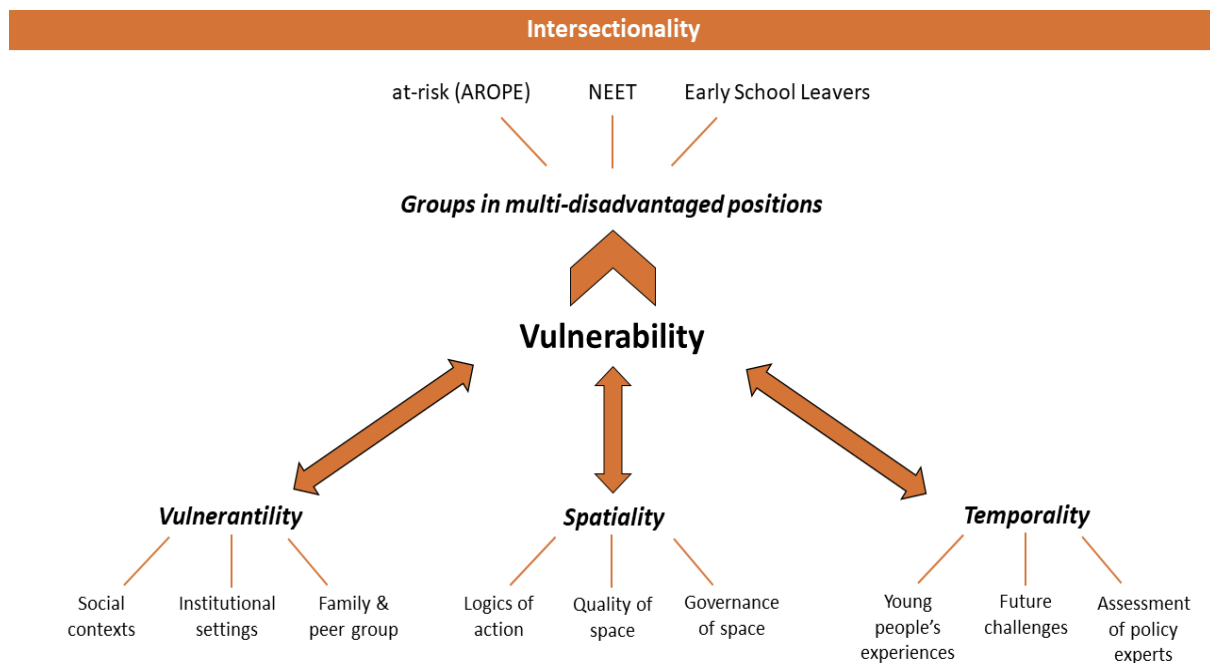 Intersectionality
at-risk (AROPE)
NEET
Early School Leavers
Groups in multi-disadvantaged positions
Vulnerability
Vulnerantility
Social
contexts
Institutional
settings
Family &
peer group
Spatiality
Logics of
action
Quality of
space
Governance
of space
Temporality
Young
people’s
experiences
Future
challenges
Assessment
of policy
experts